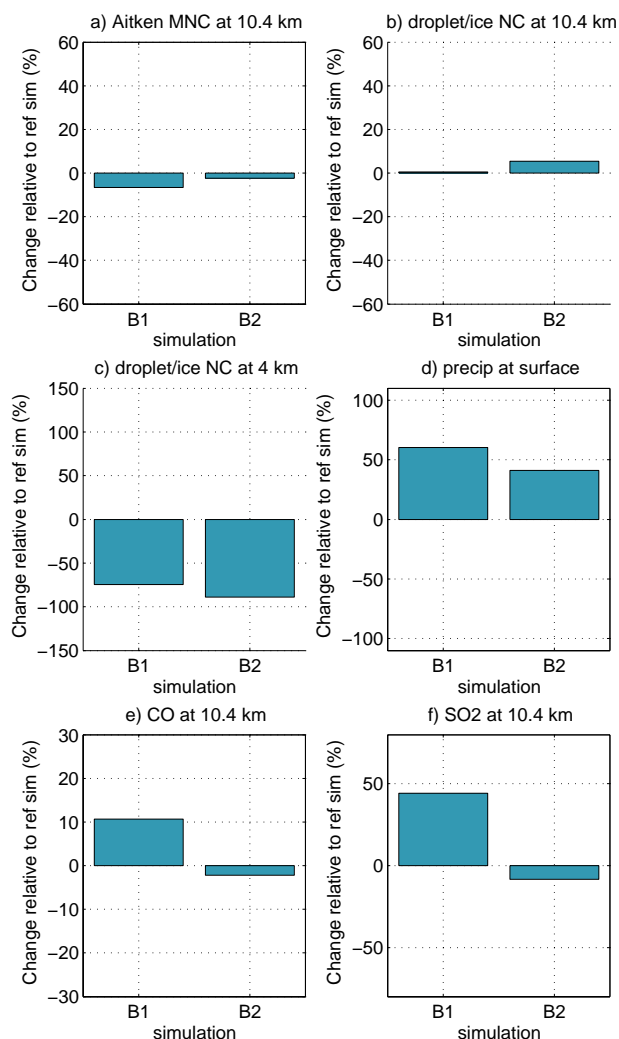 a) Aitken MNC at 10.4 km
60
40
20
0
−20
−40
−60
Change relative to ref sim (%)
B1 B2
simulation
b) droplet/ice NC at 10.4 km
60
40
20
0
−20
−40
−60
Change relative to ref sim (%)
B1 B2
simulation
c) droplet/ice NC at 4 km
150
100
50
0
−50
−100
−150
Change relative to ref sim (%)
B1 B2
simulation
d) precip at surface
100
50
0
−50
−100
Change relative to ref sim (%)
B1 B2
simulation
e) CO at 10.4 km
30
20
10
0
−10
−20
−30
Change relative to ref sim (%)
B1 B2
simulation
f) SO2 at 10.4 km
50
0
−50
Change relative to ref sim (%)
B1 B2
simulation